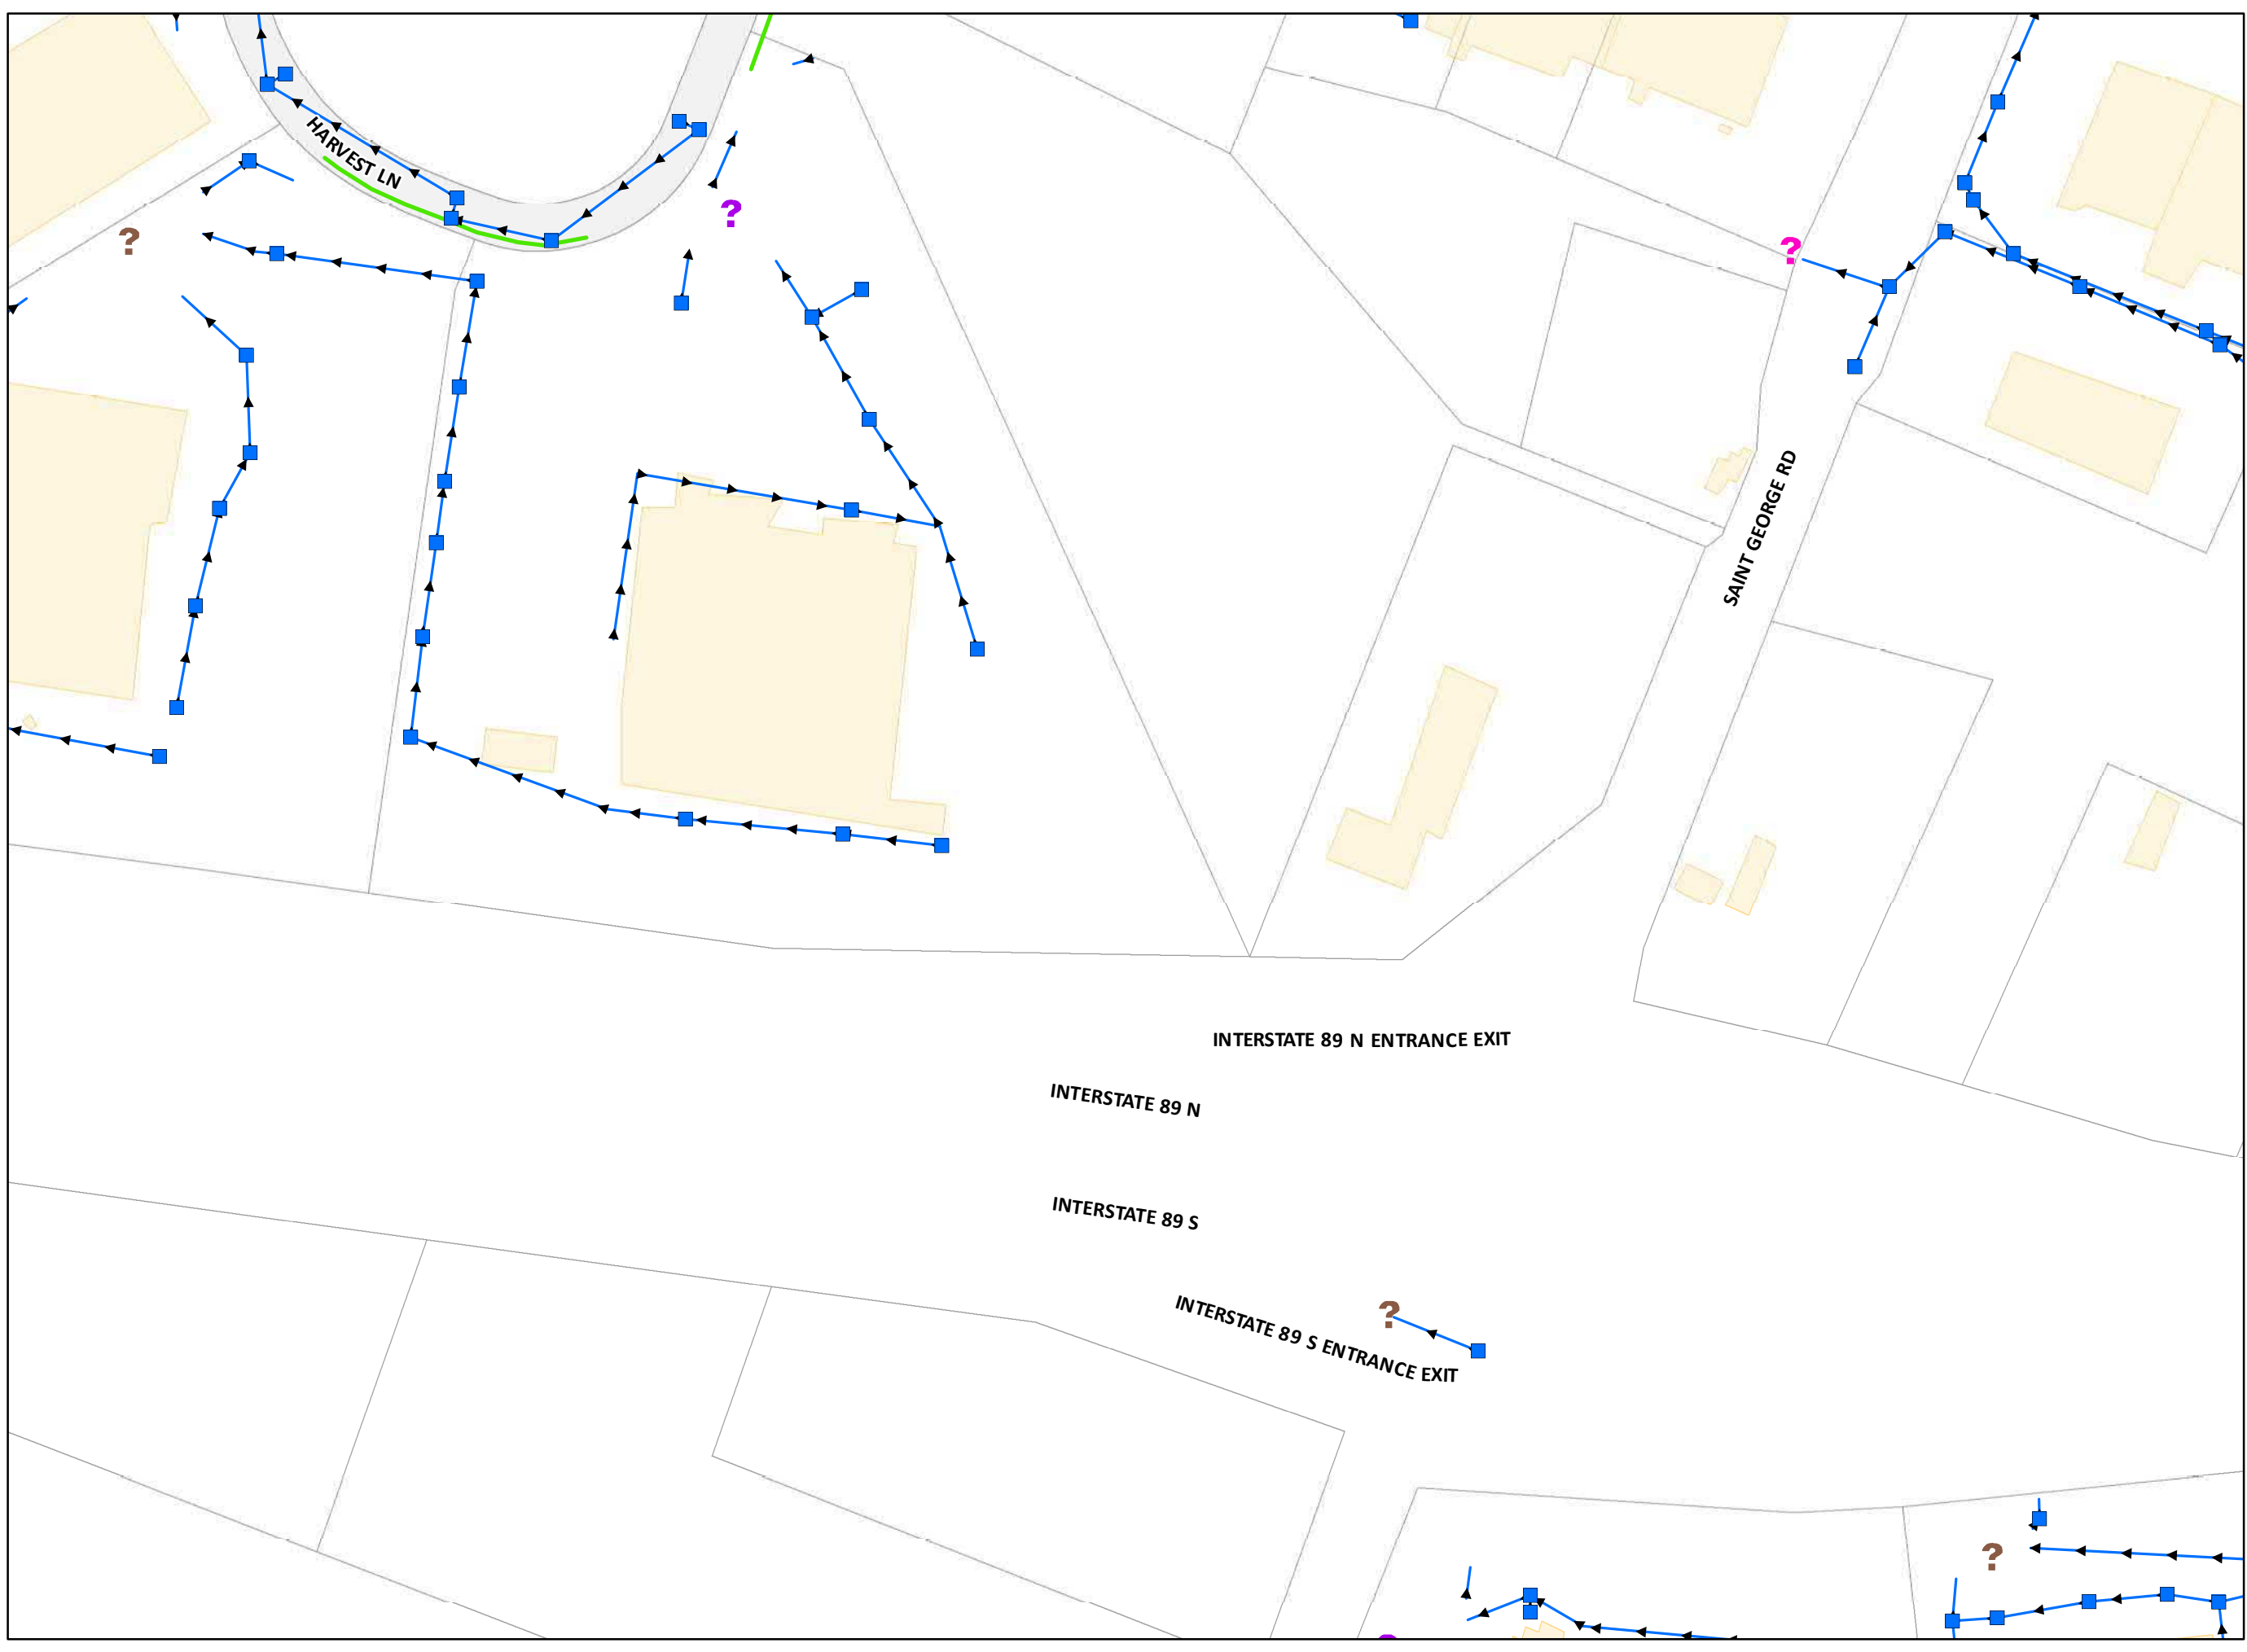 HARVEST LN
?
?
?
SAINT GEORGE RD
INTERSTATE 89 N ENTRANCE EXIT
INTERSTATE 89 N
INTERSTATE 89 S
INTERSTATE 89 S ENTRANCE EXIT
?
?